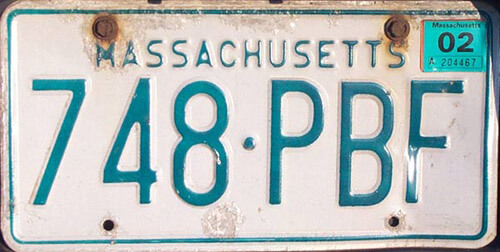 Massachusetts
02
A 204467
MASSACHUSETTS
748·PBF